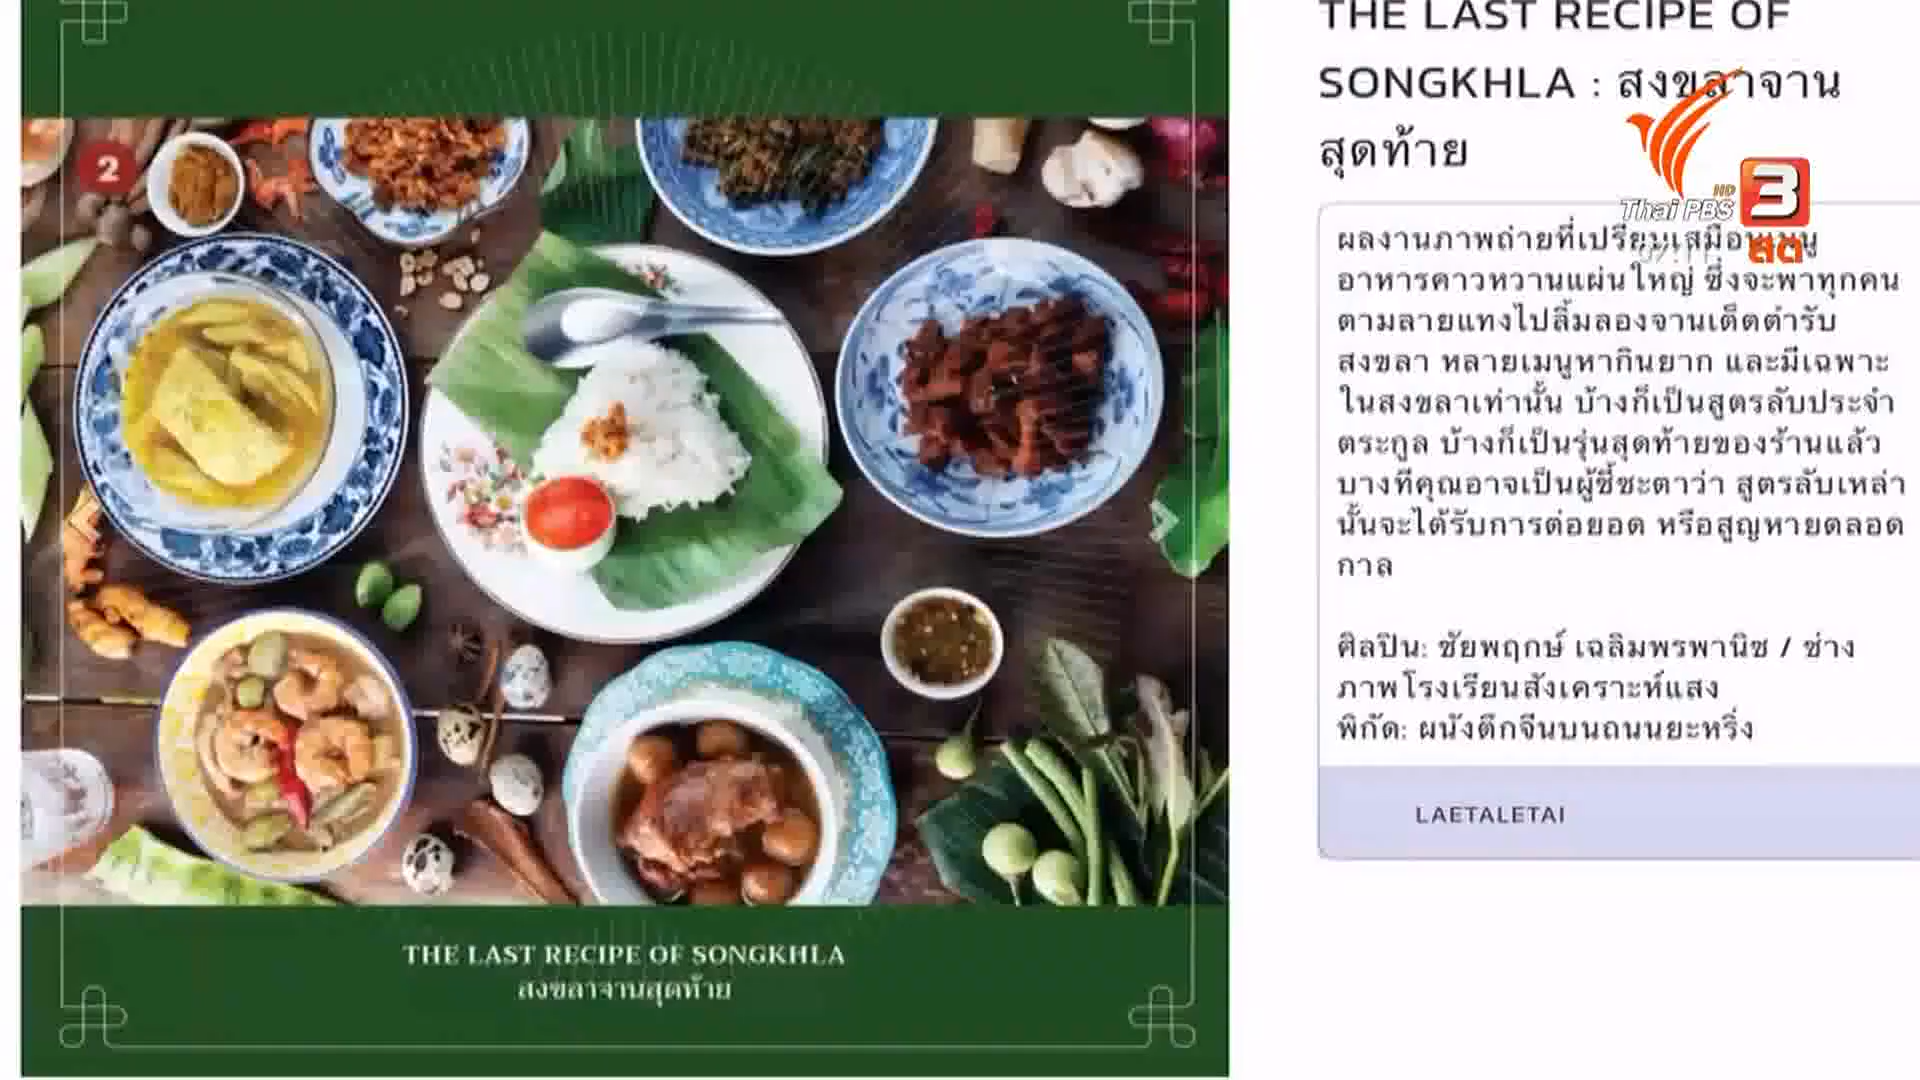 THE LAST RECIPE OF
SONGKHLA : สงขลาจาน
สุดท้าย
HD
Thai PBS 3
สด
ผลงานภาพถ่ายที่เปรียบเสมือนเมนู
อาหารคาวหวานแผ่นใหญ่ ซึ่งจะพาทุกคน
ตามลายแทงไปลิ้มลองจานเด็ดตำรับ
สงขลา หลายเมนูหากินยาก และมีเฉพาะ
ในสงขลาเท่านั้น บ้างก็เป็นสูตรลับประจำ
ตระกูล บ้างก็เป็นรุ่นสุดท้ายของร้านแล้ว
บางทีคุณอาจเป็นผู้ชี้ชะตาว่า สูตรลับเหล่า
นั้นจะได้รับการต่อยอด หรือสูญหายตลอด
กาล
ศิลปิน: ชัยพฤกษ์ เฉลิมพรพานิช / ช่าง
ภาพโรงเรียนสังเคราะห์แสง
พิกัด: ผนังตึกจีนบนถนนยะหริ่ง
LAETALETAI
2
THE LAST RECIPE OF SONGKHLA
สงขลาจานสุดท้าย